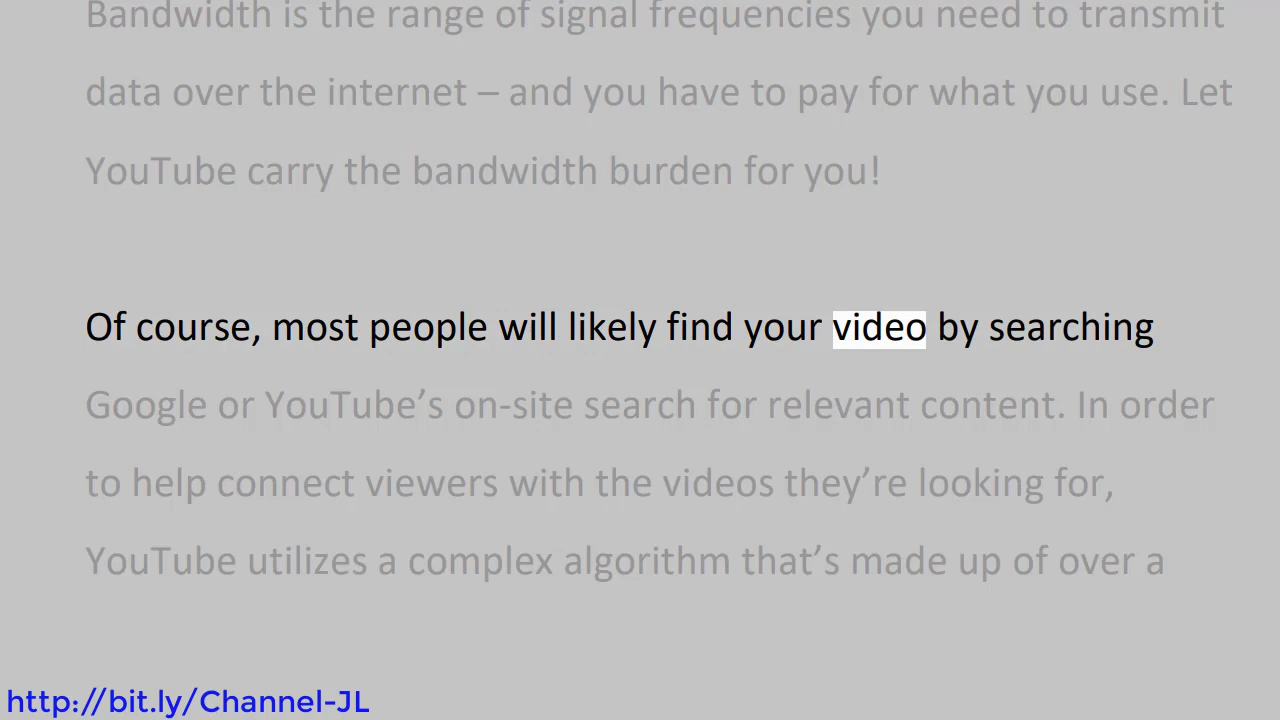 Bandwidth is the range of signal frequencies you need to transmit
data over the internet – and you have to pay for what you use. Let
YouTube carry the bandwidth burden for you!
Of course, most people will likely find your video by searching
Google or YouTube’s on-site search for relevant content. In order
to help connect viewers with the videos they’re looking for,
YouTube utilizes a complex algorithm that’s made up of over a
http://bit.ly/Channel-JL